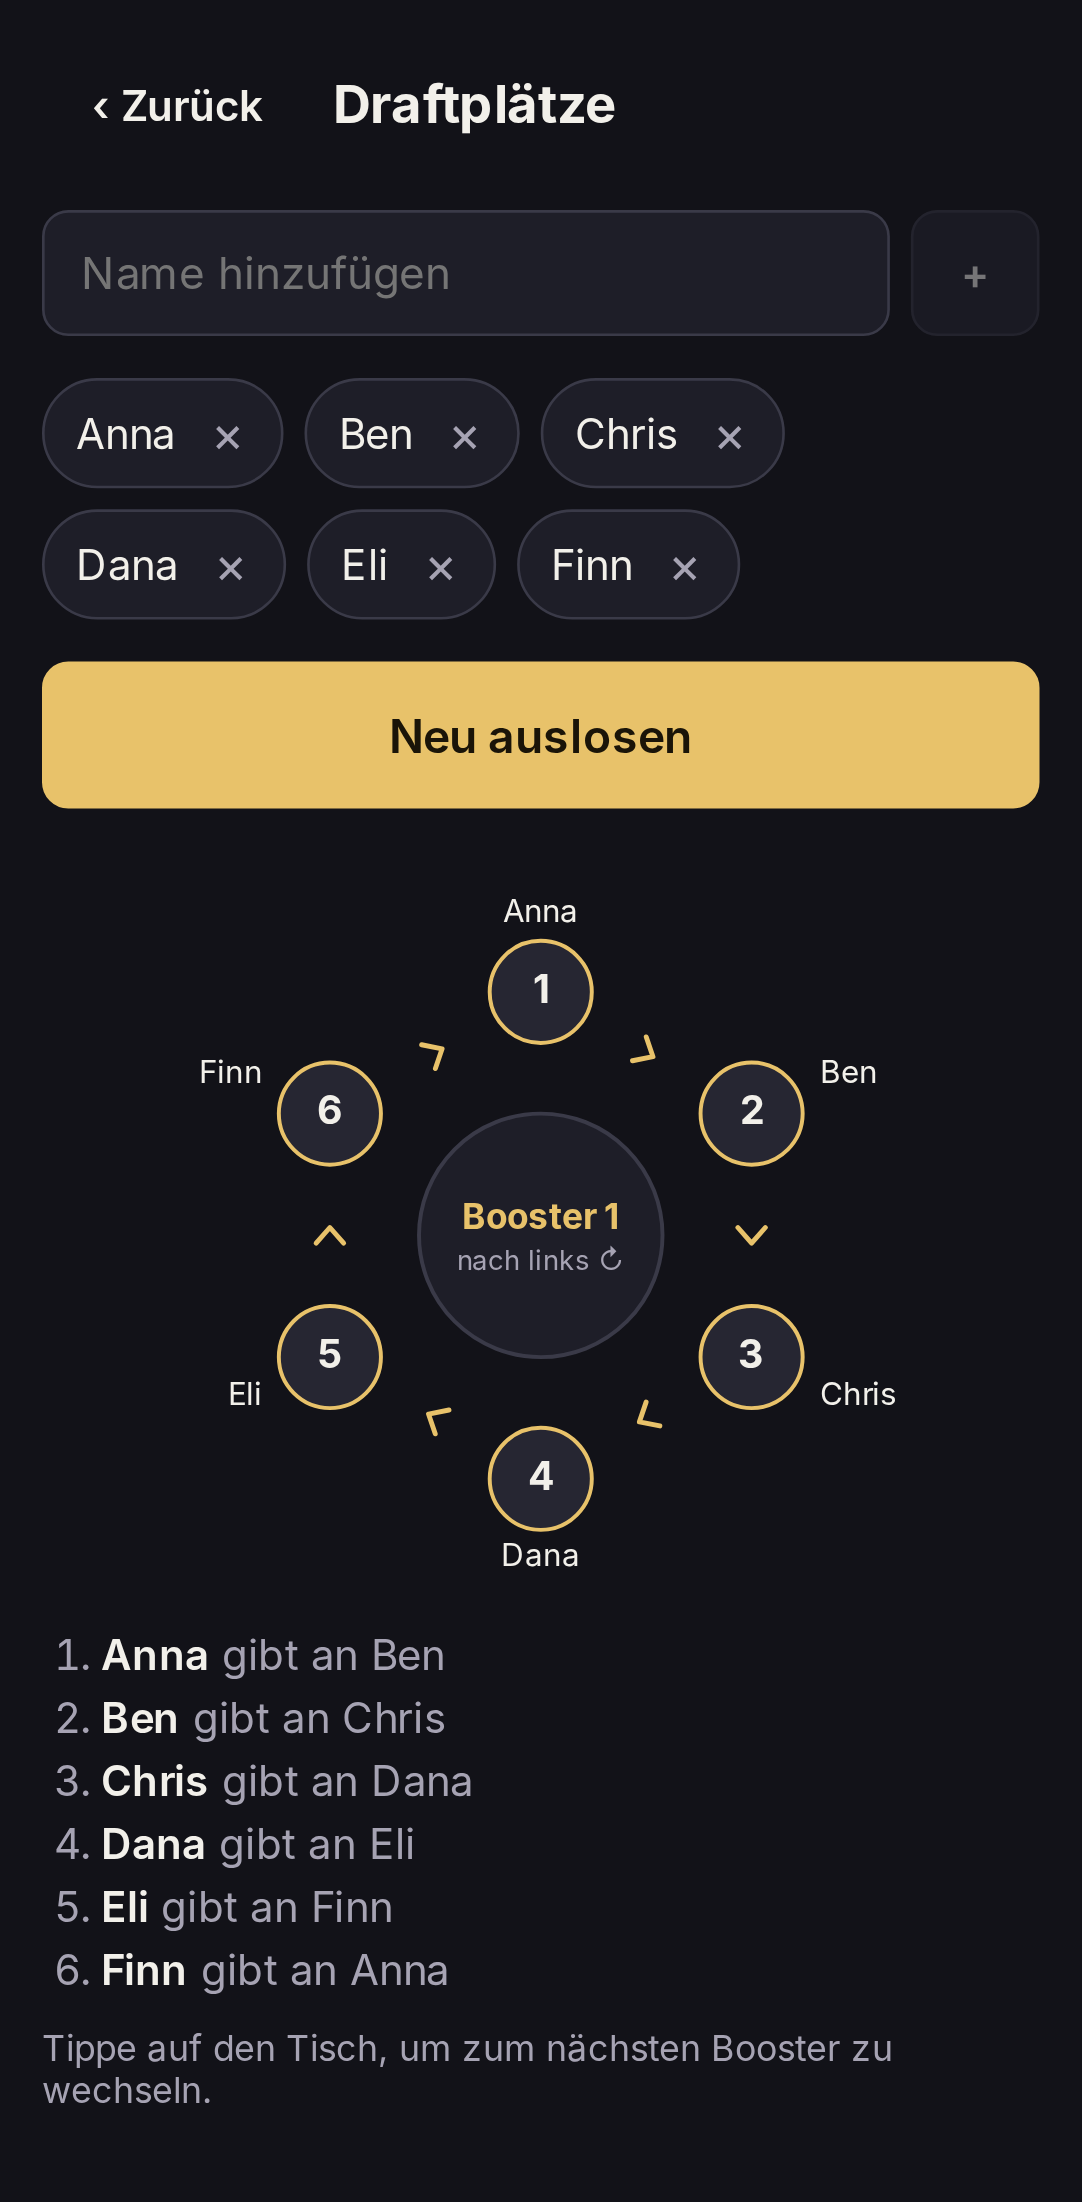 ‹ Zurück
Draftplätze
Name hinzufügen
+
Anna ×
Ben ×
Chris ×
Dana ×
Eli ×
Finn ×
Neu auslosen
Anna
1
Finn
Ben
6
2
Booster 1
nach links ↻
5
3
Eli
Chris
4
Dana
1. Anna gibt an Ben
2. Ben gibt an Chris
3. Chris gibt an Dana
4. Dana gibt an Eli
5. Eli gibt an Finn
6. Finn gibt an Anna
Tippe auf den Tisch, um zum nächsten Booster zu
wechseln.